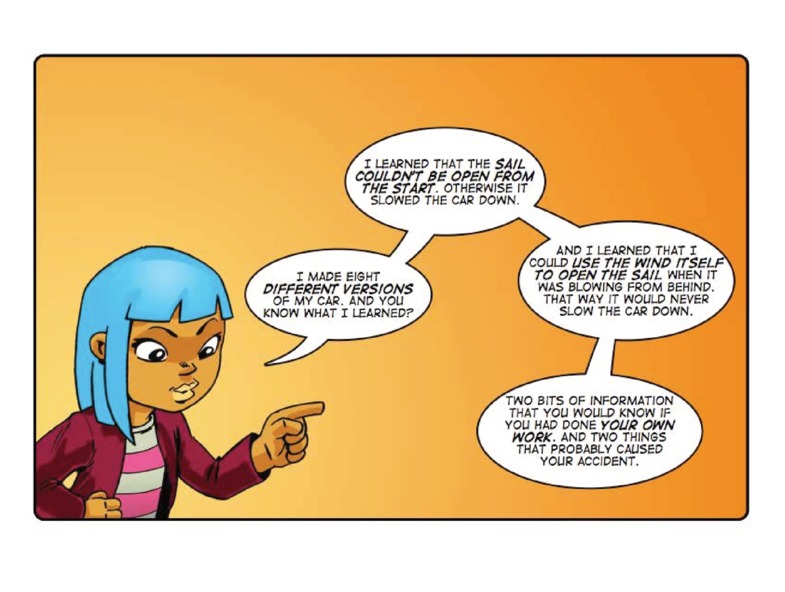 I MADE EIGHT
DIFFERENT VERSIONS
OF MY CAR. AND YOU
KNOW WHAT I LEARNED?
I LEARNED THAT THE SAIL
COULDN'T BE OPEN FROM
THE START. OTHERWISE IT
SLOWED THE CAR DOWN.
AND I LEARNED THAT I
COULD USE THE WIND ITSELF
TO OPEN THE SAIL WHEN IT
WAS BLOWING FROM BEHIND.
THAT WAY IT WOULD NEVER
SLOW THE CAR DOWN.
TWO BITS OF INFORMATION
THAT YOU WOULD KNOW IF
YOU HAD DONE YOUR OWN
WORK. AND TWO THINGS
THAT PROBABLY CAUSED
YOUR ACCIDENT.